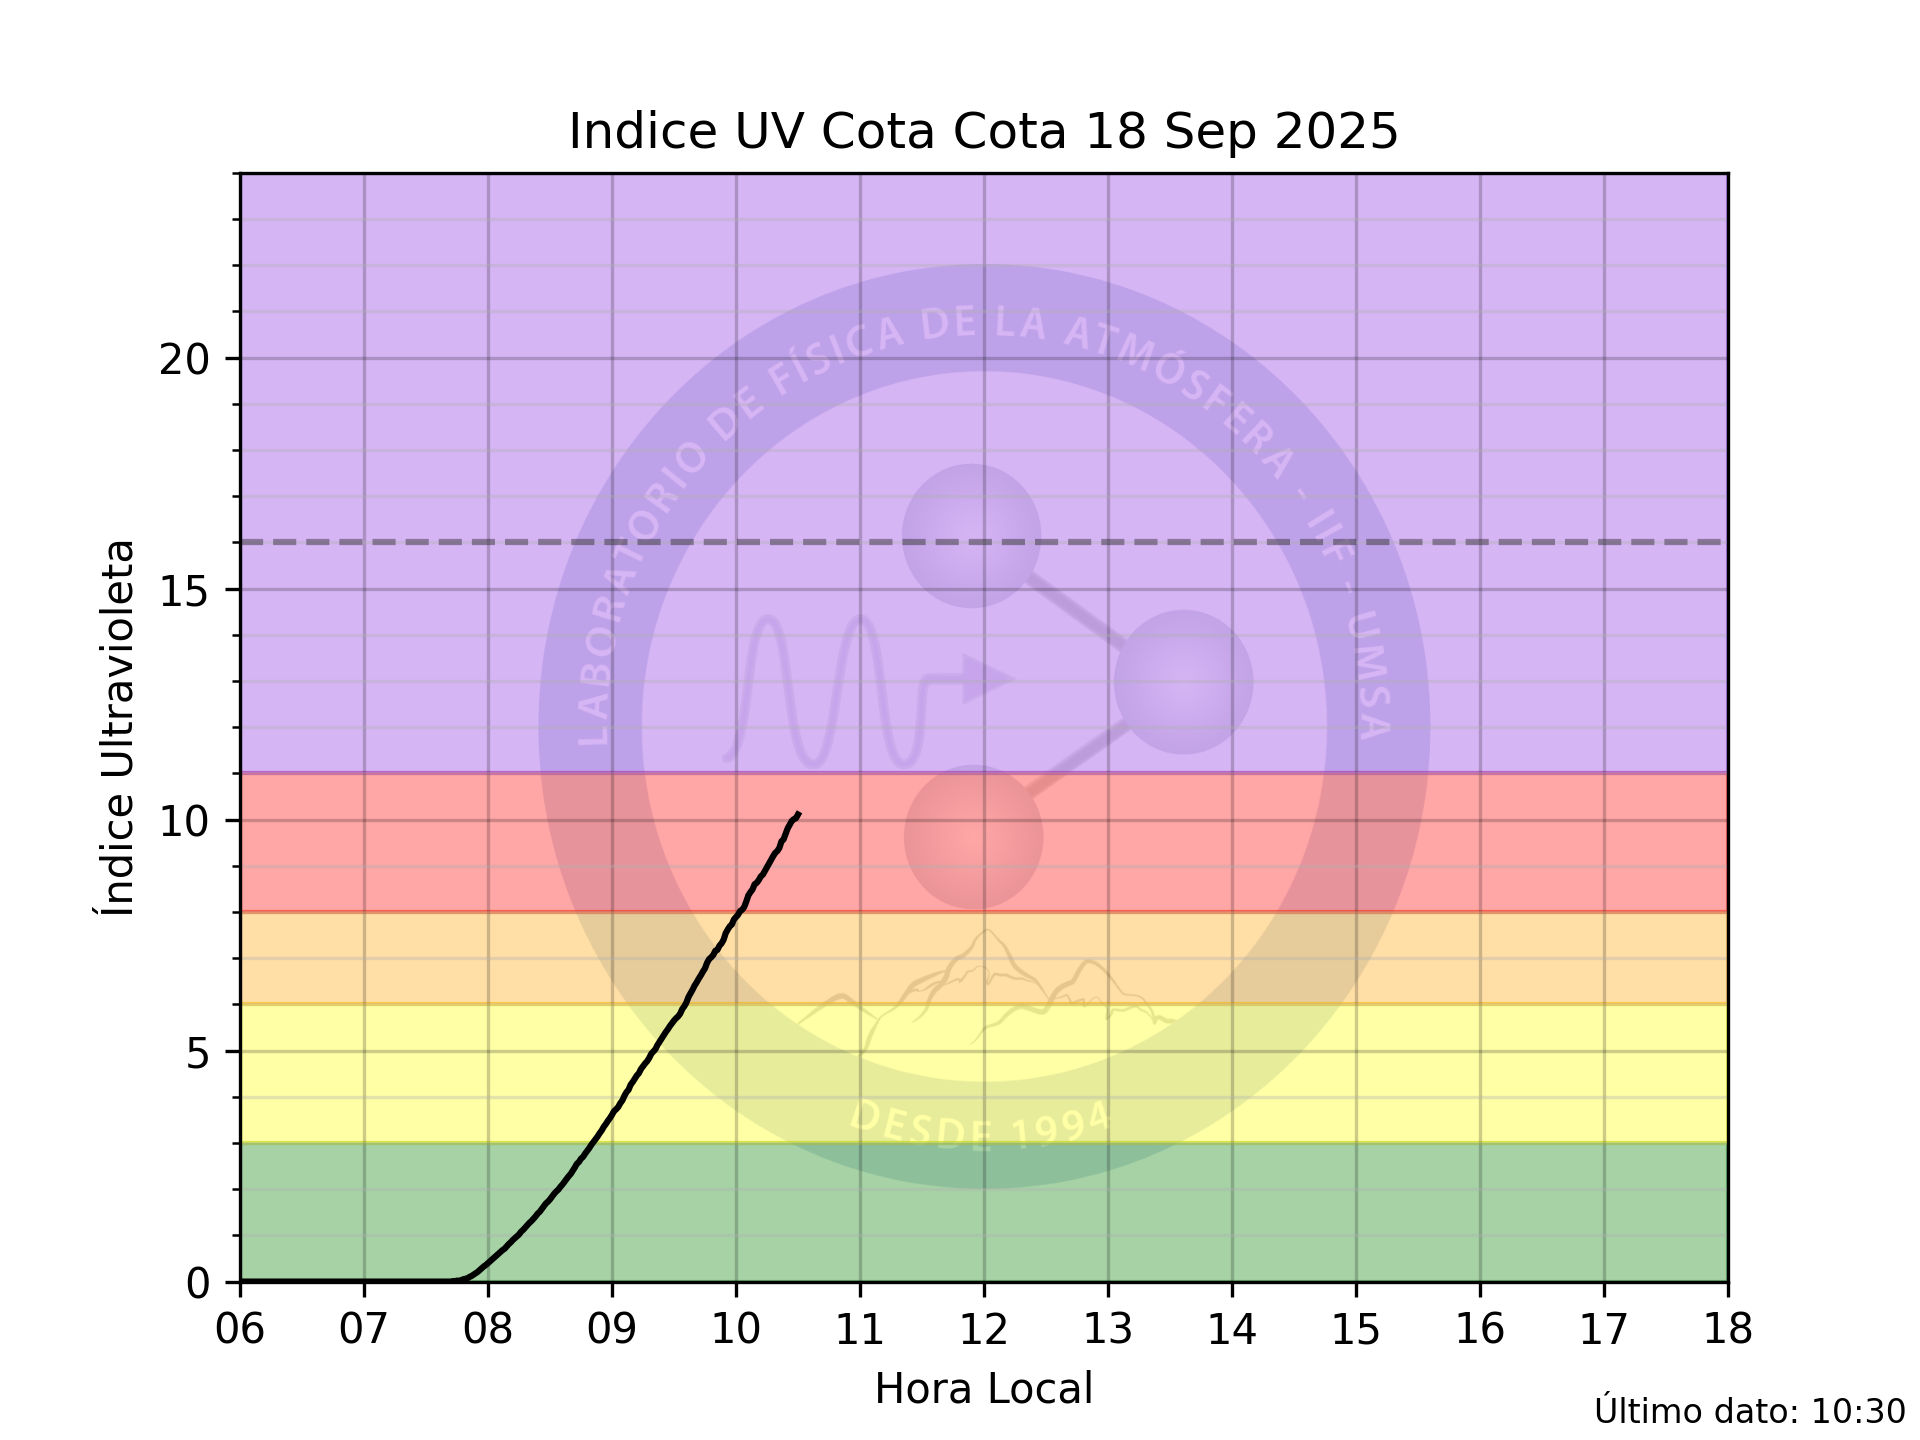 Indice UV Cota Cota 18 Sep 2025
Índice Ultravioleta
20
15
10
5
0
LABORATORIO DE FÍSICA DE LA ATMÓSFERA - IIF - UMSA
DESDE 1994
06 07 08 09 10 11 12 13 14 15 16 17 18
Hora Local
Último dato: 10:30